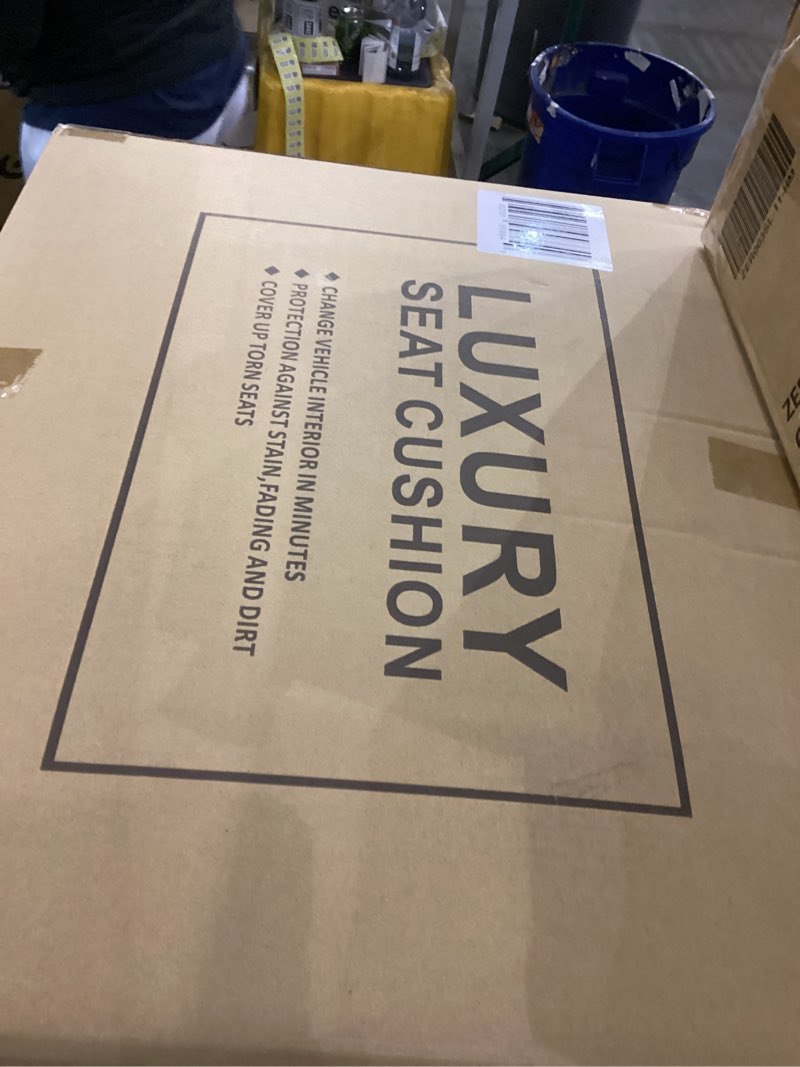 LUXURY
SEAT CUSHION
◆ CHANGE VEHICLE INTERIOR IN MINUTES
◆ PROTECTION AGAINST STAIN,FADING AND DIRT
◆ COVER UP TORN SEATS